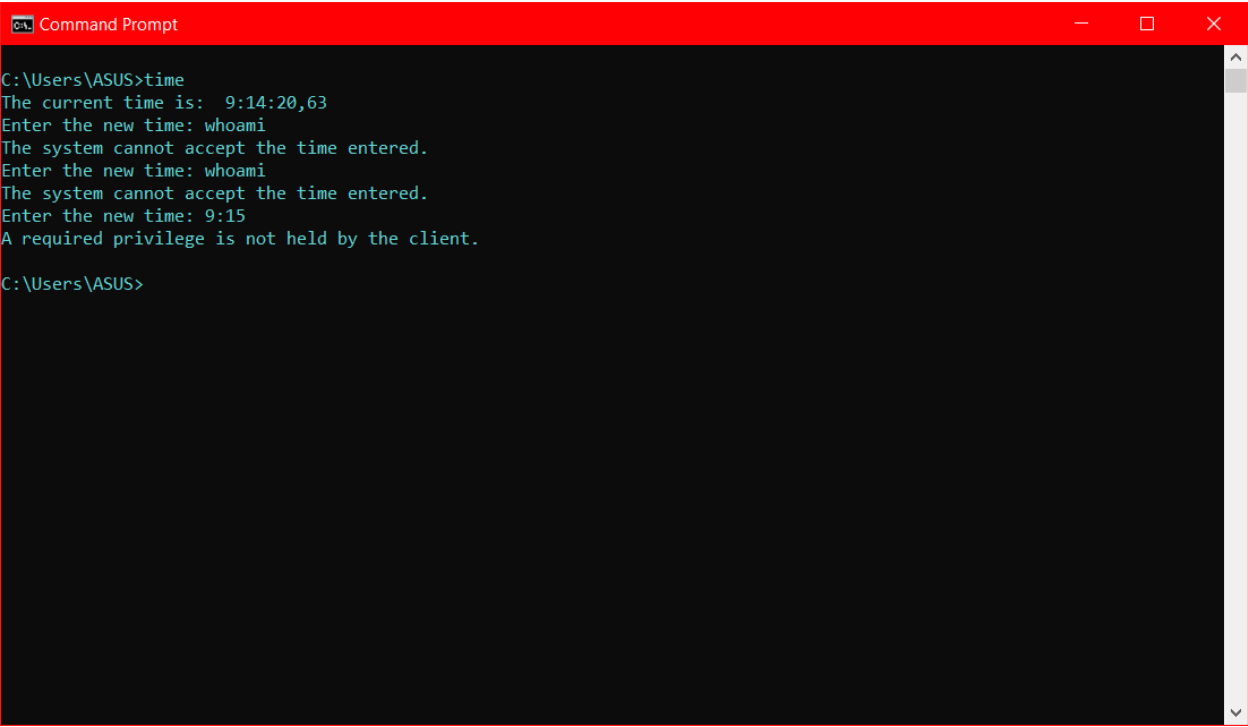 Command Prompt
C:\Users\ASUS>time
The current time is:  9:14:20,63
Enter the new time: whoami
The system cannot accept the time entered.
Enter the new time: whoami
The system cannot accept the time entered.
Enter the new time: 9:15
A required privilege is not held by the client.
C:\Users\ASUS>